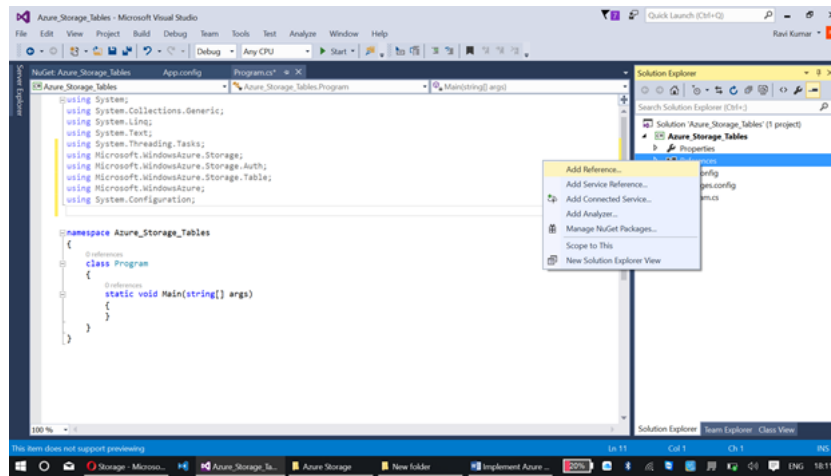 Azure_Storage_Tables - Microsoft Visual Studio
Quick Launch (Ctrl+Q)
File Edit View Project Build Debug Team Tools Test Analyze Window Help
Ravi Kumar
Debug Any CPU Start
Server Explorer
NuGet: Azure_Storage_Tables App.config Program.cs*
Azure_Storage_Tables Azure_Storage_Tables.Program Main(string[] args)
using System;
using System.Collections.Generic;
using System.Linq;
using System.Text;
using System.Threading.Tasks;
using Microsoft.WindowsAzure.Storage;
using Microsoft.WindowsAzure.Storage.Auth;
using Microsoft.WindowsAzure.Storage.Table;
using Microsoft.WindowsAzure;
using System.Configuration;
namespace Azure_Storage_Tables
{
0 references
class Program
{
0 references
static void Main(string[] args)
{
}
}
}
100 %
Add Reference...
Add Service Reference...
Add Connected Service...
Add Analyzer...
Manage NuGet Packages...
Scope to This
New Solution Explorer View
Solution Explorer
Search Solution Explorer (Ctrl+;)
Solution 'Azure_Storage_Tables' (1 project)
Azure_Storage_Tables
Properties
References
onfig
ges.config
am.cs
Solution Explorer Team Explorer Class View
This item does not support previewing
Ln 11 Col 1 Ch 1 INS
Storage - Microso... Azure_Storage_Ta... Azure Storage New folder Implement Azure ... 20% ENG